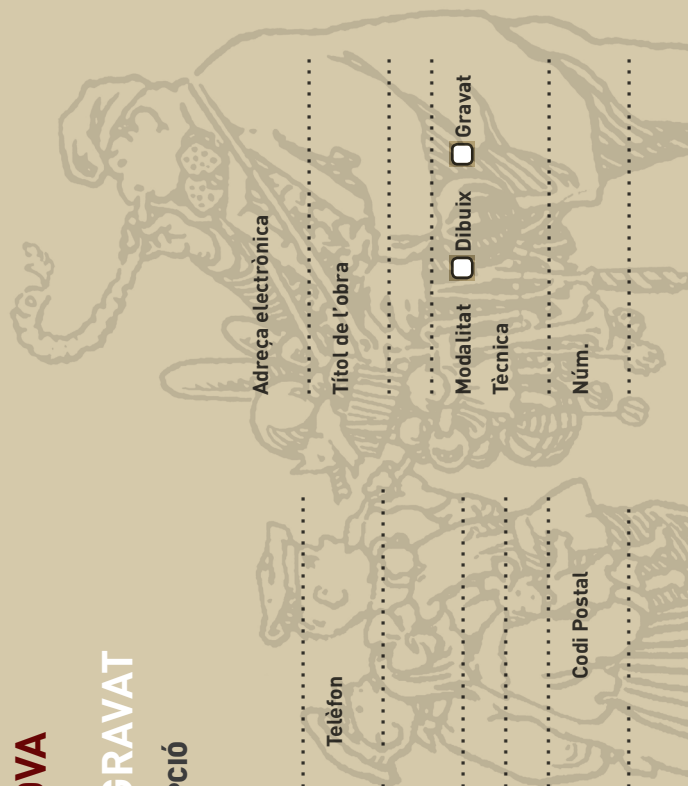 OVA
GRAVAT
PCIÓ
Telèfon
Codi Postal
Adreça electrònica
Títol de l'obra
Modalitat Dibuix Gravat
Tècnica
Núm.